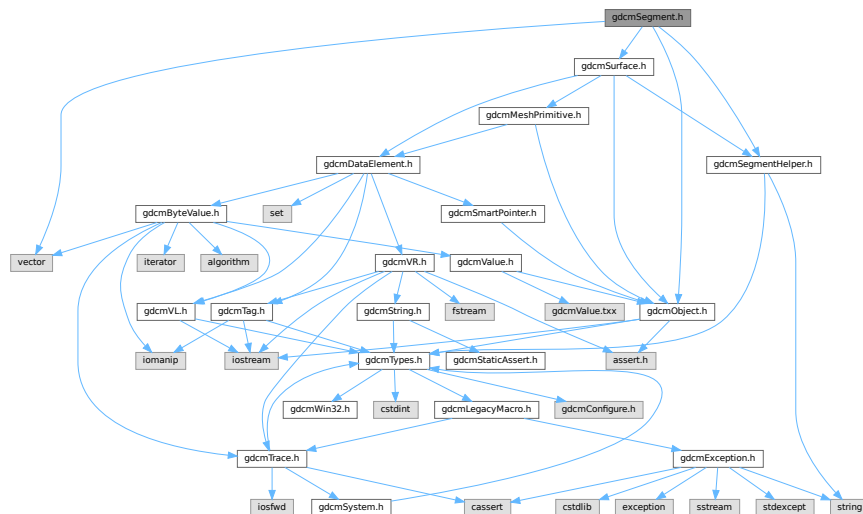 gdcmSegment.h
gdcmSurface.h
gdcmMeshPrimitive.h
gdcmDataElement.h
gdcmSegmentHelper.h
gdcmByteValue.h
set
gdcmSmartPointer.h
vector
iterator
algorithm
gdcmVR.h
gdcmValue.h
gdcmVL.h
gdcmTag.h
gdcmString.h
fstream
gdcmValue.txx
gdcmObject.h
iomanip
iostream
gdcmTypes.h
gdcmStaticAssert.h
assert.h
gdcmWin32.h
cstdint
gdcmLegacyMacro.h
gdcmConfigure.h
gdcmTrace.h
gdcmException.h
iosfwd
gdcmSystem.h
cassert
cstdlib
exception
sstream
stdexcept
string